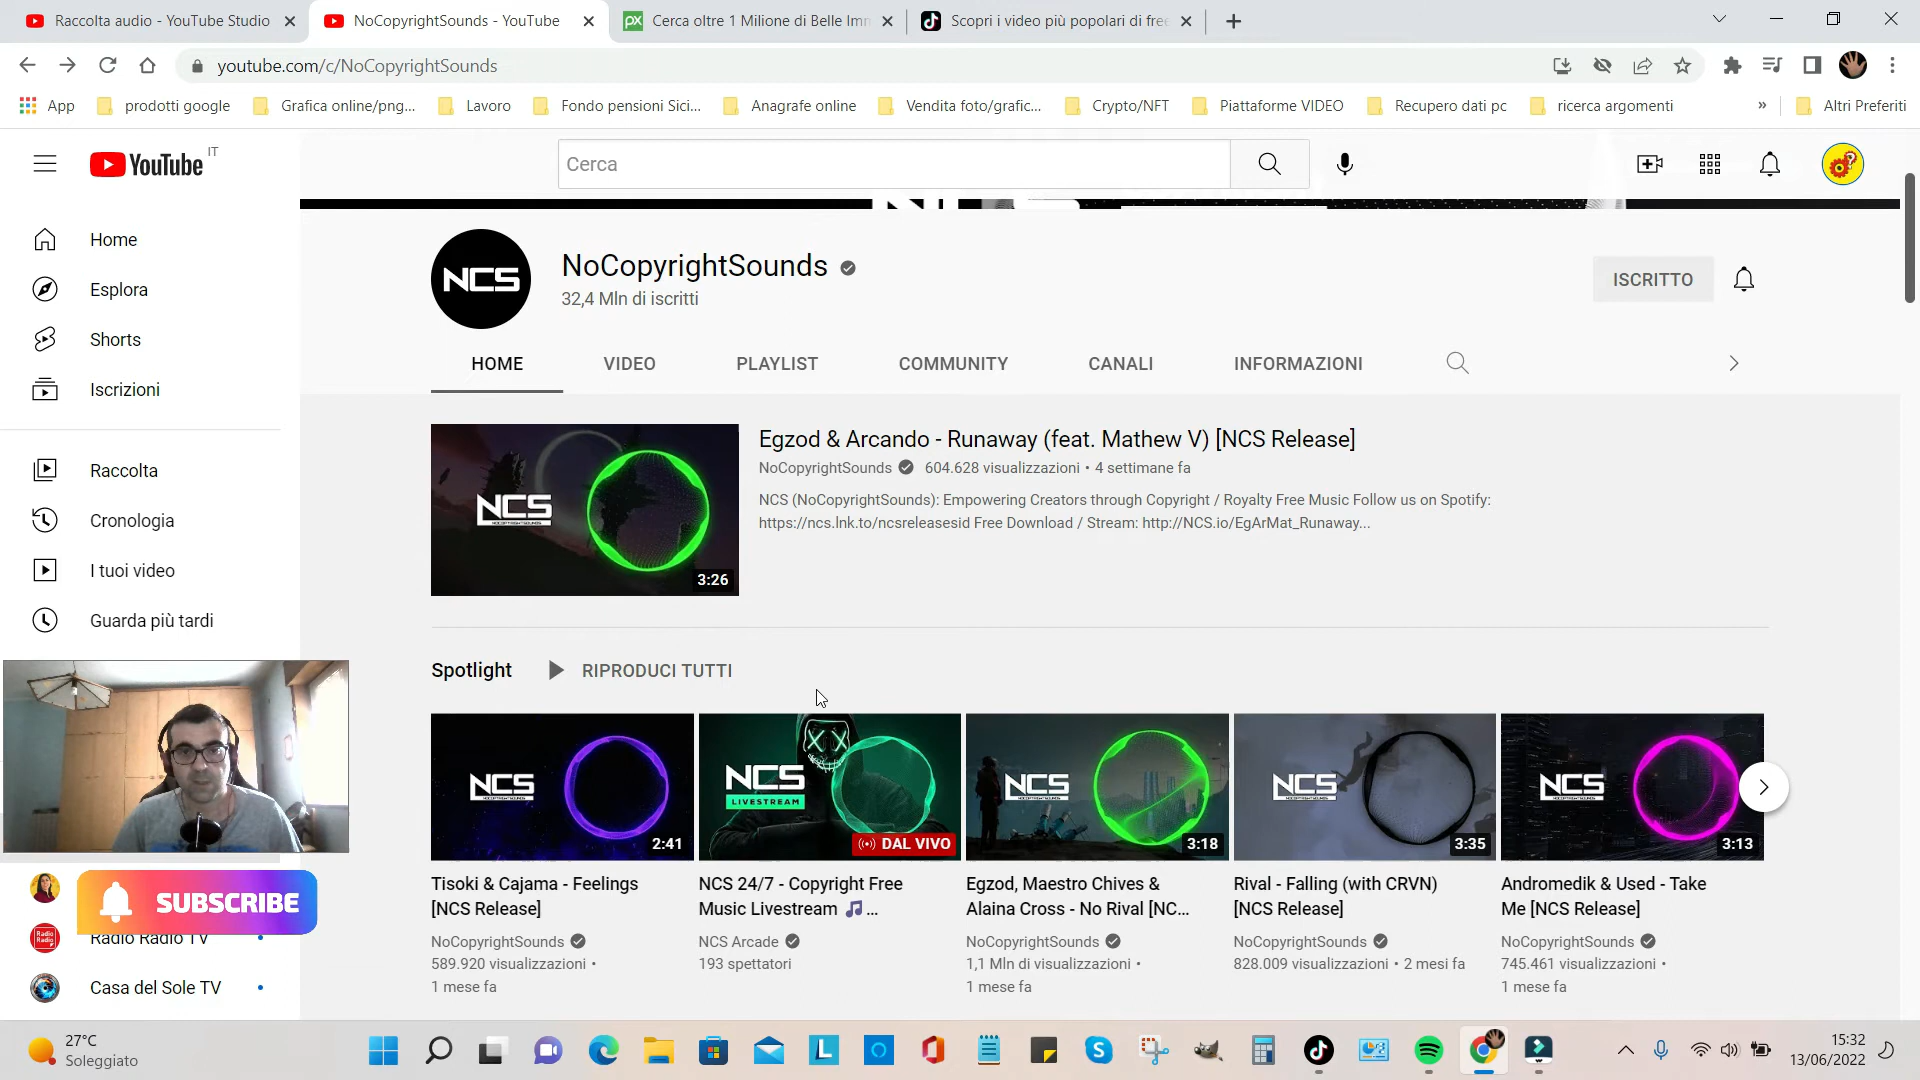 Raccolta audio - YouTube Studio
NoCopyrightSounds - YouTube
Cerca oltre 1 Milione di Belle Imm
Scopri i video più popolari di free
youtube.com/c/NoCopyrightSounds
App
prodotti google
Grafica online/png...
Lavoro
Fondo pensioni Sici...
Anagrafe online
Vendita foto/grafic...
Crypto/NFT
Piattaforme VIDEO
Recupero dati pc
ricerca argomenti
»
Altri Preferiti
YouTube IT
Cerca
Home
Esplora
Shorts
Iscrizioni
Raccolta
Cronologia
I tuoi video
Guarda più tardi
SUBSCRIBE
Radio Radio TV
Casa del Sole TV
NCS
NoCopyrightSounds
32,4 Mln di iscritti
ISCRITTO
HOME
VIDEO
PLAYLIST
COMMUNITY
CANALI
INFORMAZIONI
NCS
NOCOPYRIGHTSOUNDS
3:26
Egzod & Arcando - Runaway (feat. Mathew V) [NCS Release]
NoCopyrightSounds 604.628 visualizzazioni • 4 settimane fa
NCS (NoCopyrightSounds): Empowering Creators through Copyright / Royalty Free Music Follow us on Spotify:
https://ncs.lnk.to/ncsreleasesid Free Download / Stream: http://NCS.io/EgArMat_Runaway...
Spotlight
RIPRODUCI TUTTI
NCS
NOCOPYRIGHTSOUNDS
2:41
Tisoki & Cajama - Feelings
[NCS Release]
NoCopyrightSounds
589.920 visualizzazioni •
1 mese fa
NCS
LIVESTREAM
DAL VIVO
NCS 24/7 - Copyright Free
Music Livestream 🎵 ...
NCS Arcade
193 spettatori
NCS
NOCOPYRIGHTSOUNDS
3:18
Egzod, Maestro Chives &
Alaina Cross - No Rival [NC...
NoCopyrightSounds
1,1 Mln di visualizzazioni •
1 mese fa
NCS
NOCOPYRIGHTSOUNDS
3:35
Rival - Falling (with CRVN)
[NCS Release]
NoCopyrightSounds
828.009 visualizzazioni • 2 mesi fa
NCS
NOCOPYRIGHTSOUNDS
3:13
Andromedik & Used - Take
Me [NCS Release]
NoCopyrightSounds
745.461 visualizzazioni •
1 mese fa
27°C
Soleggiato
15:32
13/06/2022